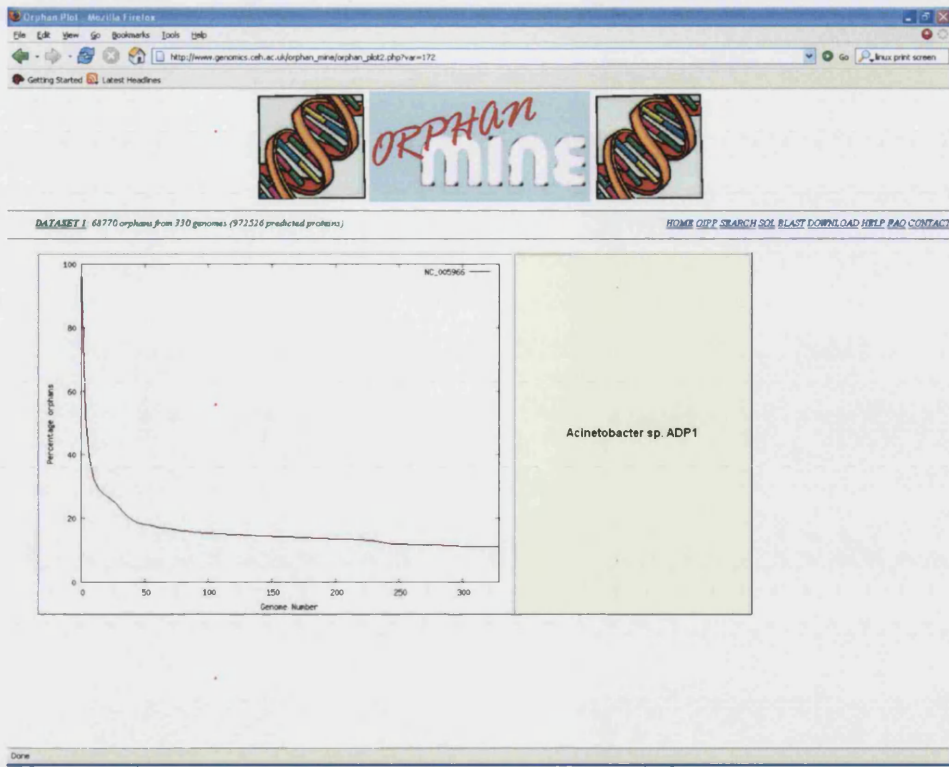 Orphan Plot - Mozilla Firefox
File Edit View Go Bookmarks Tools Help
http://www.genomics.ceh.ac.uk/orphan_mine/orphan_plot2.php?var=172
Go
linux print screen
Getting Started Latest Headlines
ORPHAN
mine
DATASET 1: 68770 orphans from 330 genomes (972526 predicted proteins)
HOME OIPP SEARCH SQL BLAST DOWNLOAD HELP FAQ CONTACT
NC_005966
100
80
60
40
20
0
Percentage orphans
0 50 100 150 200 250 300
Genome Number
Acinetobacter sp. ADP1
Done